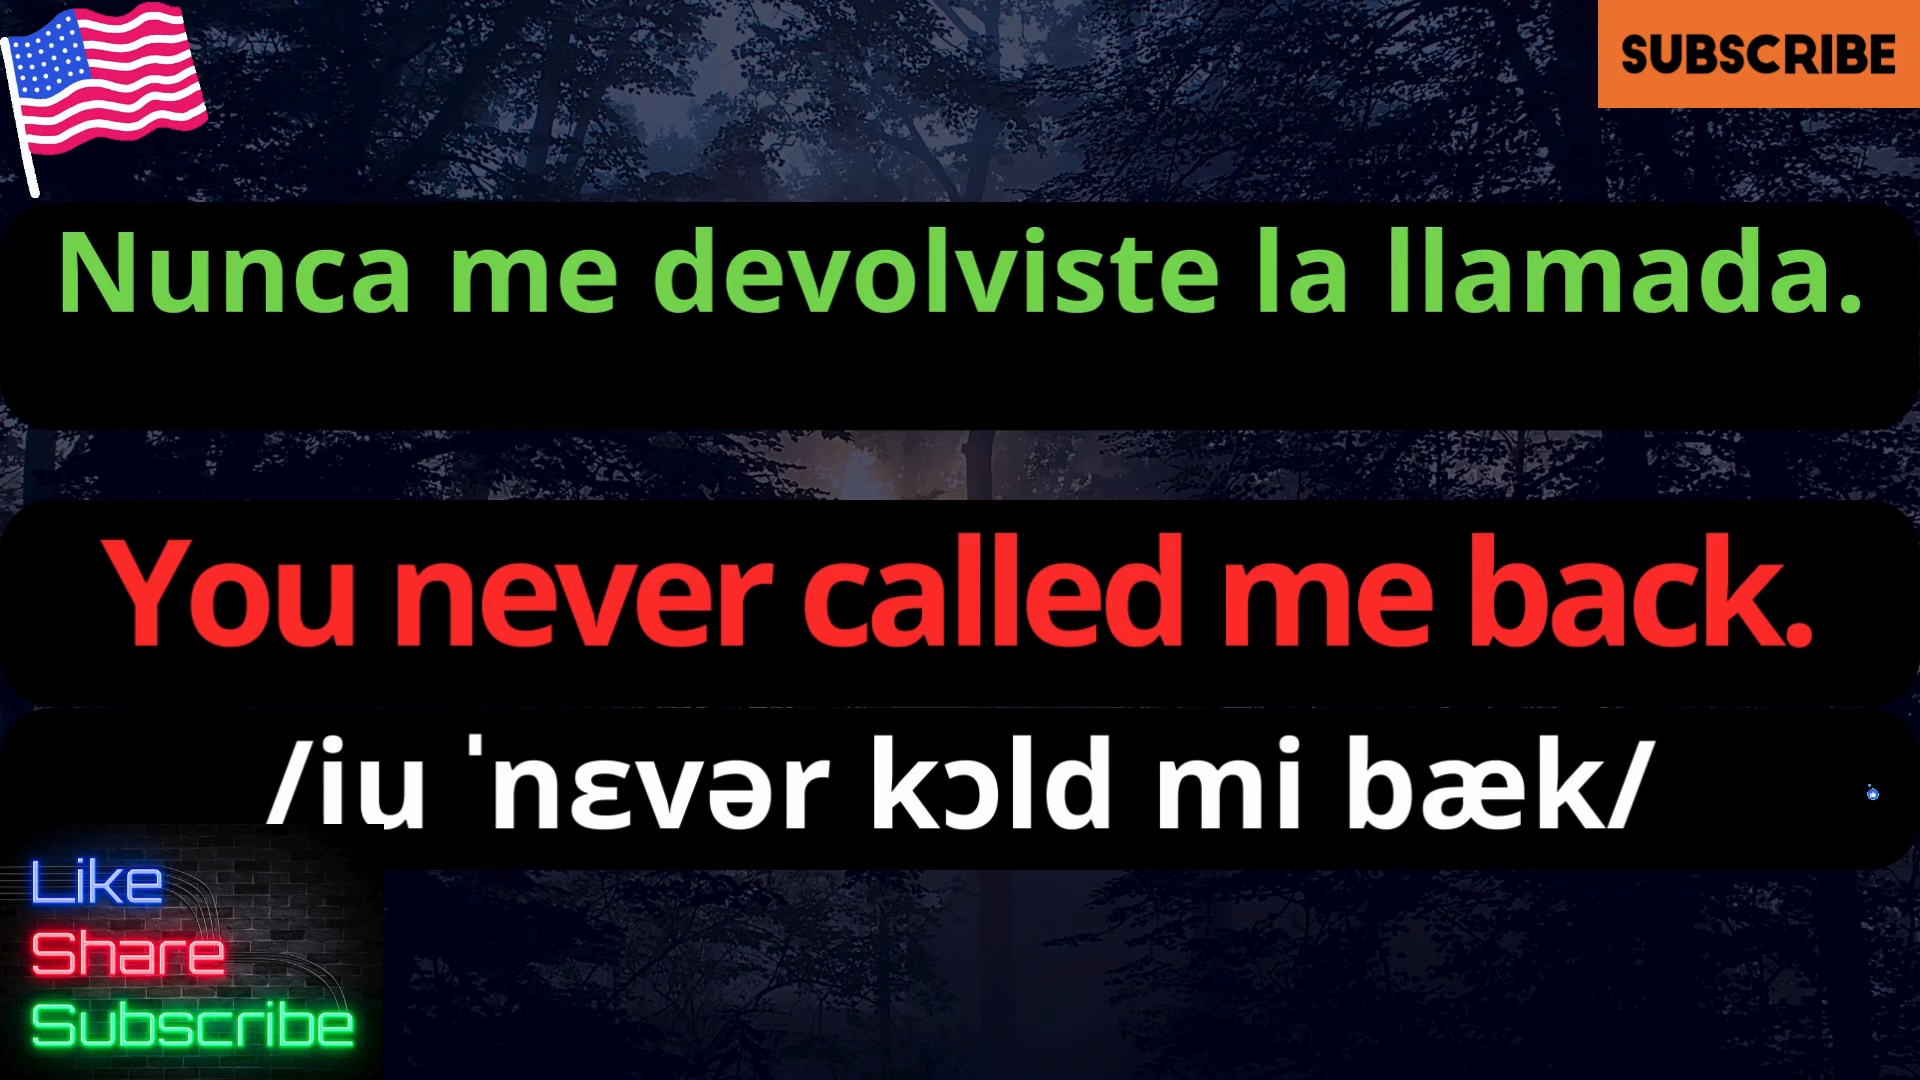 SUBSCRIBE
Nunca me devolviste la llamada.
You never called me back.
/iu ˈnɛvər kɔld mi bæk/
Like
Share
Subscribe